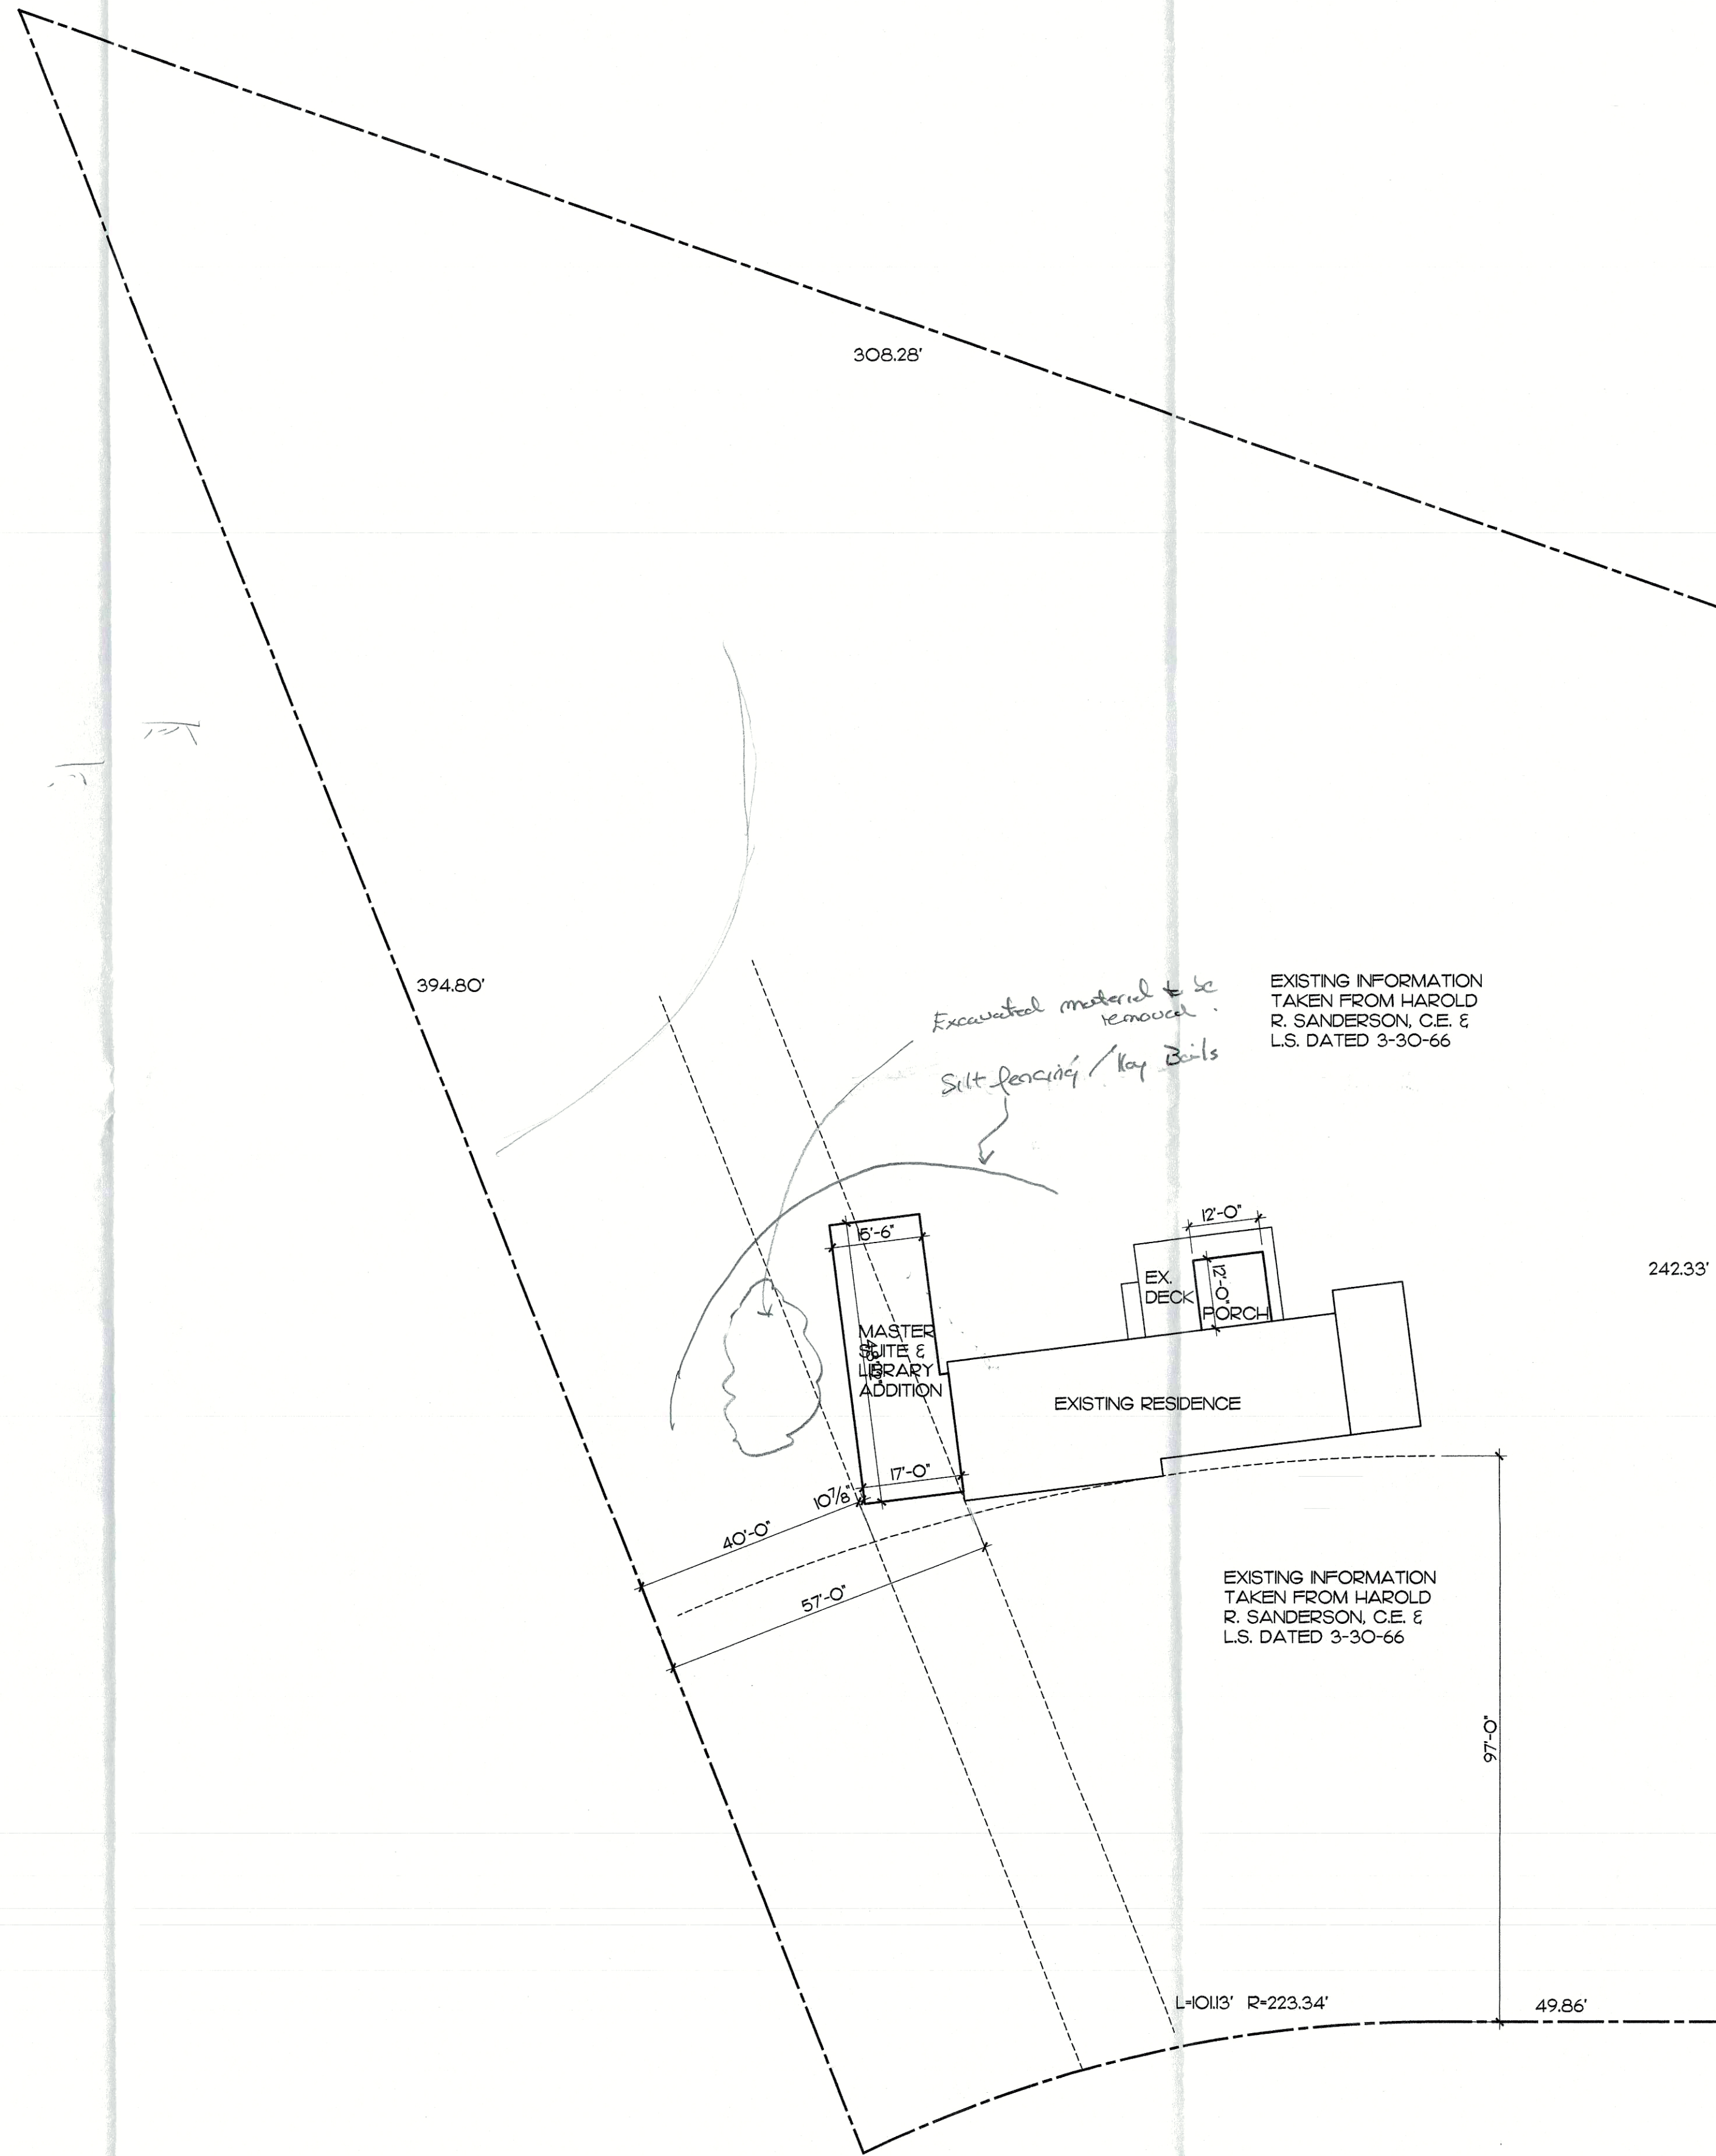 308.28'
394.80'
Excavated material to be
removed.
EXISTING INFORMATION
TAKEN FROM HAROLD
R. SANDERSON, C.E. &
L.S. DATED 3-30-66
Silt fencing / Hay Bails
12'-0"
15'-6"
242.33'
EX.
DECK
12'-0"
PORCH
MASTER
SUITE &
LIBRARY
ADDITION
EXISTING RESIDENCE
17'-0"
10 7/8"
40'-0"
57'-0"
EXISTING INFORMATION
TAKEN FROM HAROLD
R. SANDERSON, C.E. &
L.S. DATED 3-30-66
97'-0"
L=101.13' R=223.34'
49.86'